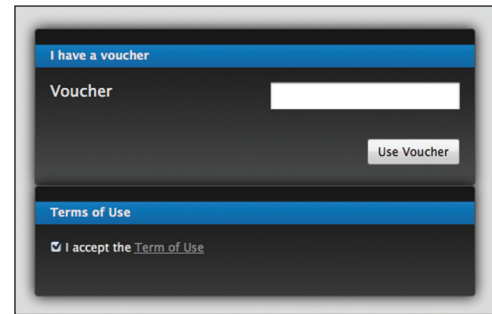 I have a voucher
Voucher
Use Voucher
Terms of Use
I accept the Term of Use